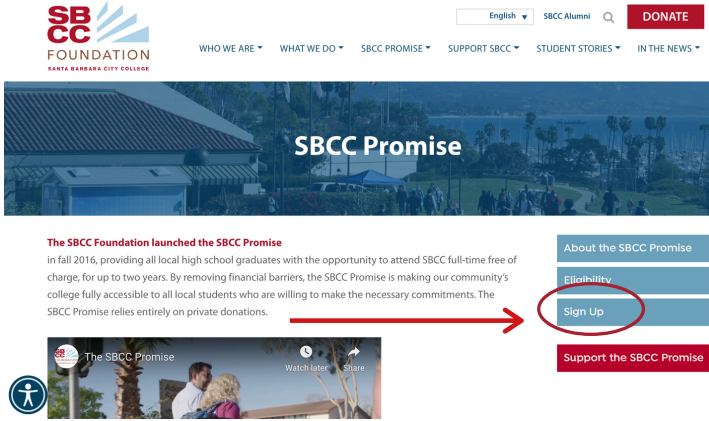 SB
CC
FOUNDATION
SANTA BARBARA CITY COLLEGE
English
SBCC Alumni
DONATE
WHO WE ARE
WHAT WE DO
SBCC PROMISE
SUPPORT SBCC
STUDENT STORIES
IN THE NEWS
SBCC Promise
The SBCC Foundation launched the SBCC Promise
in fall 2016, providing all local high school graduates with the opportunity to attend SBCC full-time free of
charge, for up to two years. By removing financial barriers, the SBCC Promise is making our community's
college fully accessible to all local students who are willing to make the necessary commitments. The
SBCC Promise relies entirely on private donations.
About the SBCC Promise
Eligibility
Sign Up
Support the SBCC Promise
SB
CC
FOUNDATION
The SBCC Promise
Watch later
Share